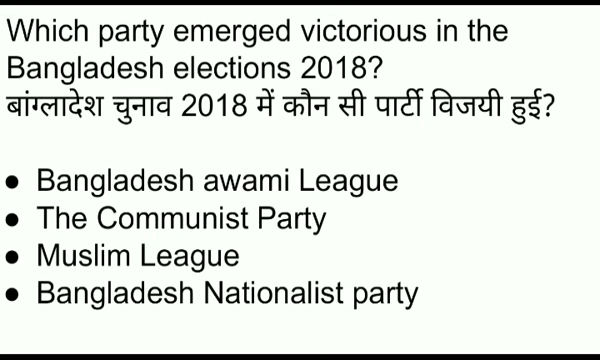 Which party emerged victorious in the
Bangladesh elections 2018?
बांग्लादेश चुनाव 2018 में कौन सी पार्टी विजयी हुई?
● Bangladesh awami League
● The Communist Party
● Muslim League
● Bangladesh Nationalist party